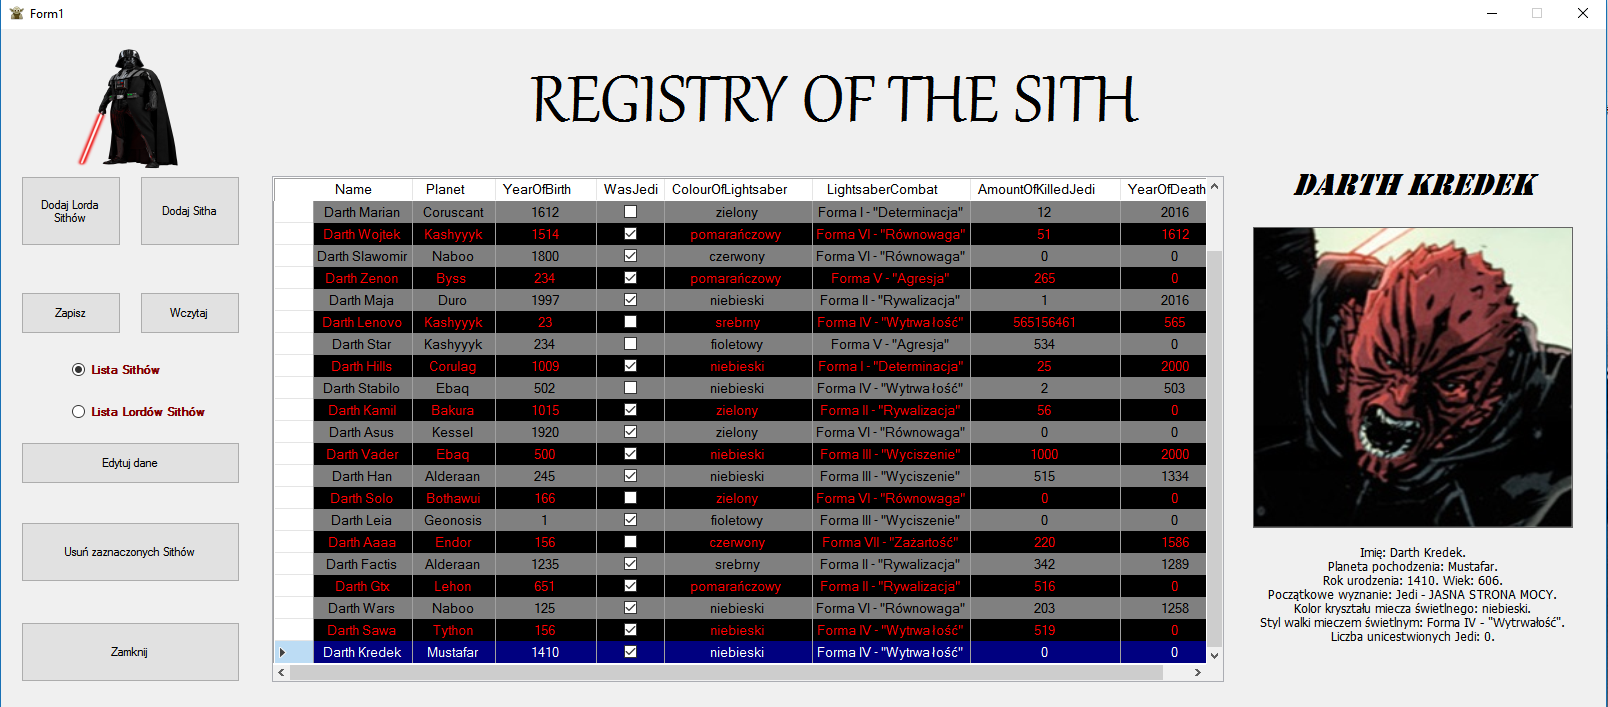 Form1
REGISTRY OF THE SITH
Dodaj Lorda
Sithów
Dodaj Sitha
Zapisz
Wczytaj
Lista Sithów
Lista Lordów Sithów
Edytuj dane
Usuń zaznaczonych Sithów
Zamknij
Name Planet YearOfBirth WasJedi ColourOfLightsaber LightsaberCombat AmountOfKilledJedi YearOfDeath
Darth Marian Coruscant 1612 zielony Forma I - "Determinacja" 12 2016
Darth Wojtek Kashyyyk 1514 pomarańczowy Forma VI - "Równowaga" 51 1612
Darth Slawomir Naboo 1800 czerwony Forma VI - "Równowaga" 0 0
Darth Zenon Byss 234 pomarańczowy Forma V - "Agresja" 265 0
Darth Maja Duro 1997 niebieski Forma II - "Rywalizacja" 1 2016
Darth Lenovo Kashyyyk 23 srebrny Forma IV - "Wytrwałość" 565156461 565
Darth Star Kashyyyk 234 fioletowy Forma V - "Agresja" 534 0
Darth Hills Corulag 1009 niebieski Forma I - "Determinacja" 25 2000
Darth Stabilo Ebaq 502 niebieski Forma IV - "Wytrwałość" 2 503
Darth Kamil Bakura 1015 zielony Forma II - "Rywalizacja" 56 0
Darth Asus Kessel 1920 zielony Forma VI - "Równowaga" 0 0
Darth Vader Ebaq 500 niebieski Forma III - "Wyciszenie" 1000 2000
Darth Han Alderaan 245 niebieski Forma III - "Wyciszenie" 515 1334
Darth Solo Bothawui 166 zielony Forma VI - "Równowaga" 0 0
Darth Leia Geonosis 1 fioletowy Forma III - "Wyciszenie" 0 0
Darth Aaaa Endor 156 czerwony Forma VII - "Zażartość" 220 1586
Darth Factis Alderaan 1235 srebrny Forma II - "Rywalizacja" 342 1289
Darth Gtx Lehon 651 pomarańczowy Forma II - "Rywalizacja" 516 0
Darth Wars Naboo 125 niebieski Forma VI - "Równowaga" 203 1258
Darth Sawa Tython 156 niebieski Forma IV - "Wytrwałość" 519 0
Darth Kredek Mustafar 1410 niebieski Forma IV - "Wytrwałość" 0 0
DARTH KREDEK
Imię: Darth Kredek.
Planeta pochodzenia: Mustafar.
Rok urodzenia: 1410. Wiek: 606.
Początkowe wyznanie: Jedi - JASNA STRONA MOCY.
Kolor kryształu miecza świetlnego: niebieski.
Styl walki mieczem świetlnym: Forma IV - "Wytrwałość".
Liczba unicestwionych Jedi: 0.